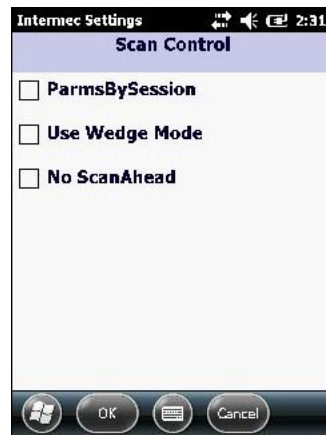 Intermec Settings 2:31
Scan Control
ParmsBySession
Use Wedge Mode
No ScanAhead
OK Cancel